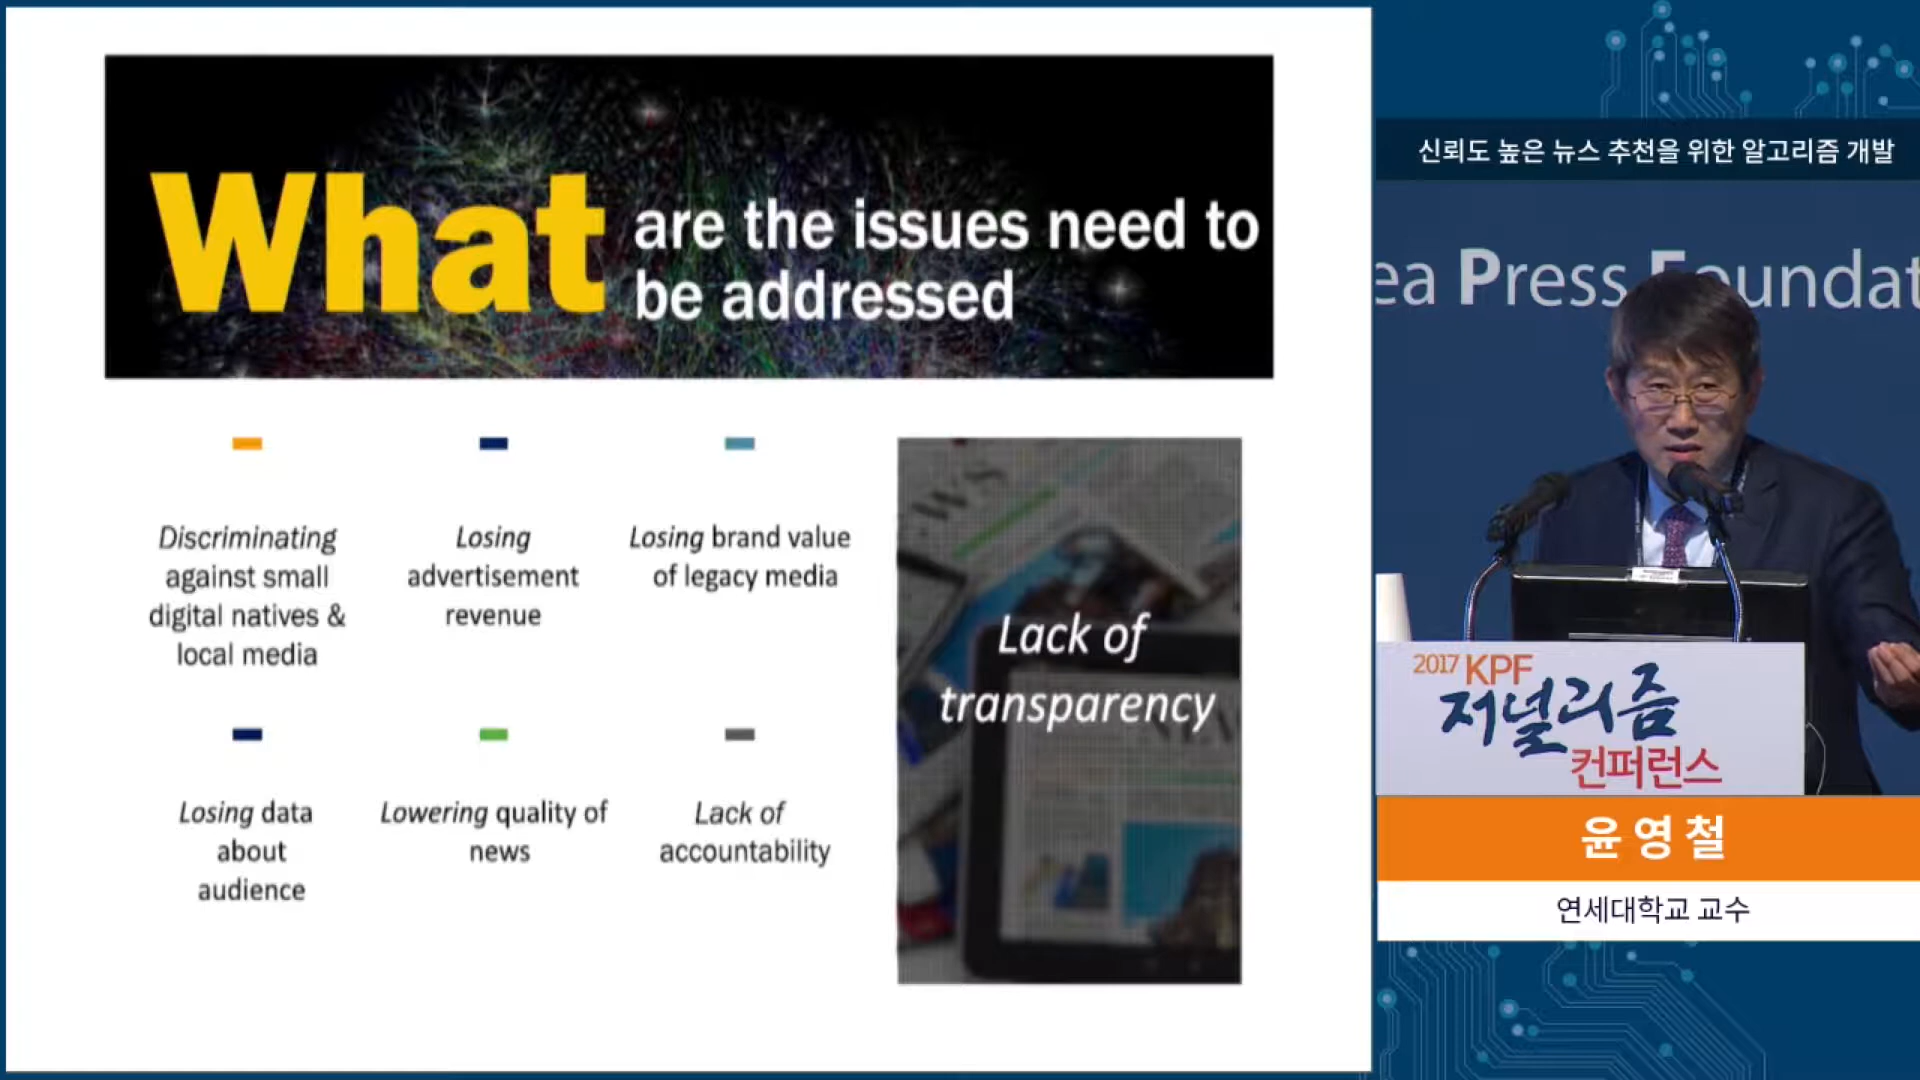 What are the issues need to
be addressed
Discriminating
against small
digital natives &
local media
Losing
advertisement
revenue
Losing brand value
of legacy media
Losing data
about
audience
Lowering quality of
news
Lack of
accountability
Lack of
transparency
신뢰도 높은 뉴스 추천을 위한 알고리즘 개발
Press
2017 KPF
저널리즘
컨퍼런스
윤영철
연세대학교 교수